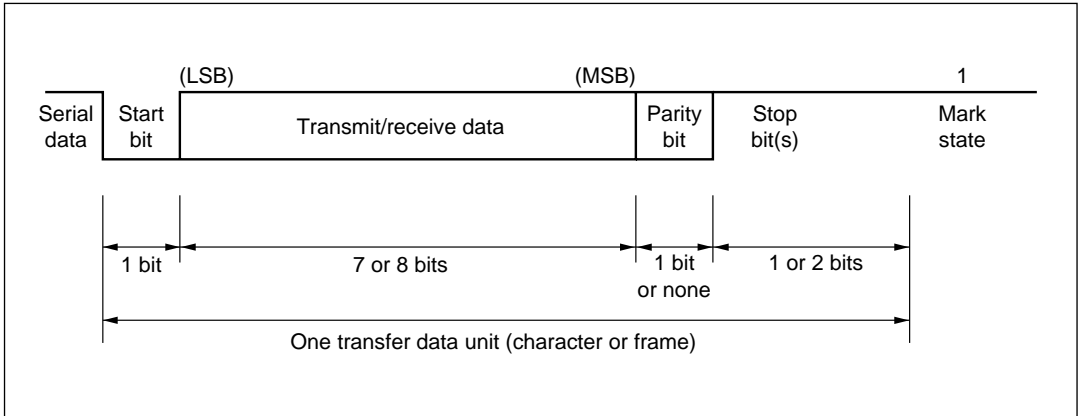 (LSB) (MSB) 1
Serial data
Start bit
Transmit/receive data
Parity bit
Stop bit(s)
Mark state
1 bit
7 or 8 bits
1 bit or none
1 or 2 bits
One transfer data unit (character or frame)